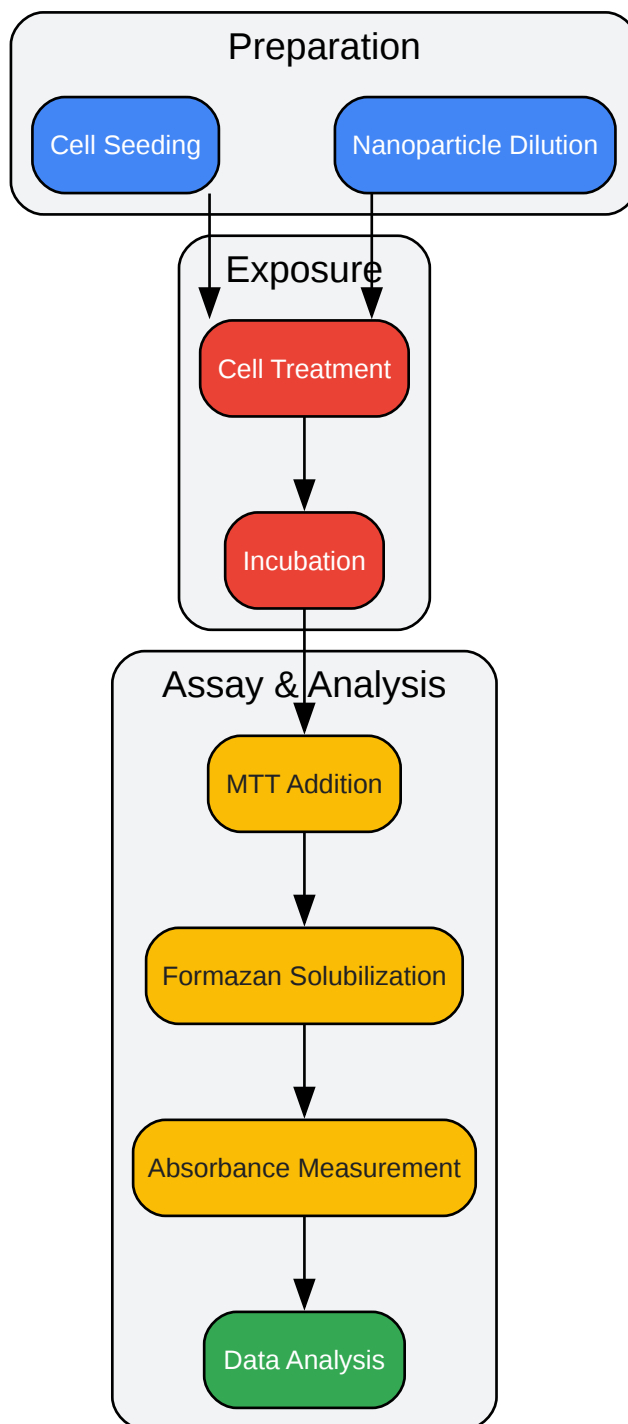 Preparation
Cell Seeding
Nanoparticle Dilution
Exposure
Cell Treatment
Incubation
Assay & Analysis
MTT Addition
Formazan Solubilization
Absorbance Measurement
Data Analysis